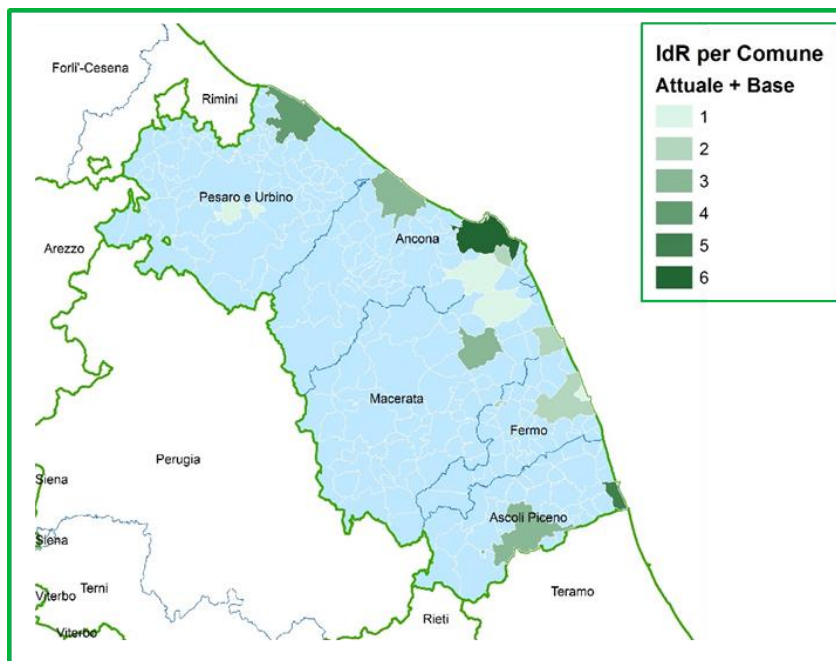 IdR per Comune
Attuale + Base
1
2
3
4
5
6
Forli'-Cesena
Rimini
Pesaro e Urbino
Arezzo
Ancona
Macerata
Fermo
Perugia
Siena
Ascoli Piceno
Siena
Terni
Teramo
Viterbo
Rieti
Viterbo